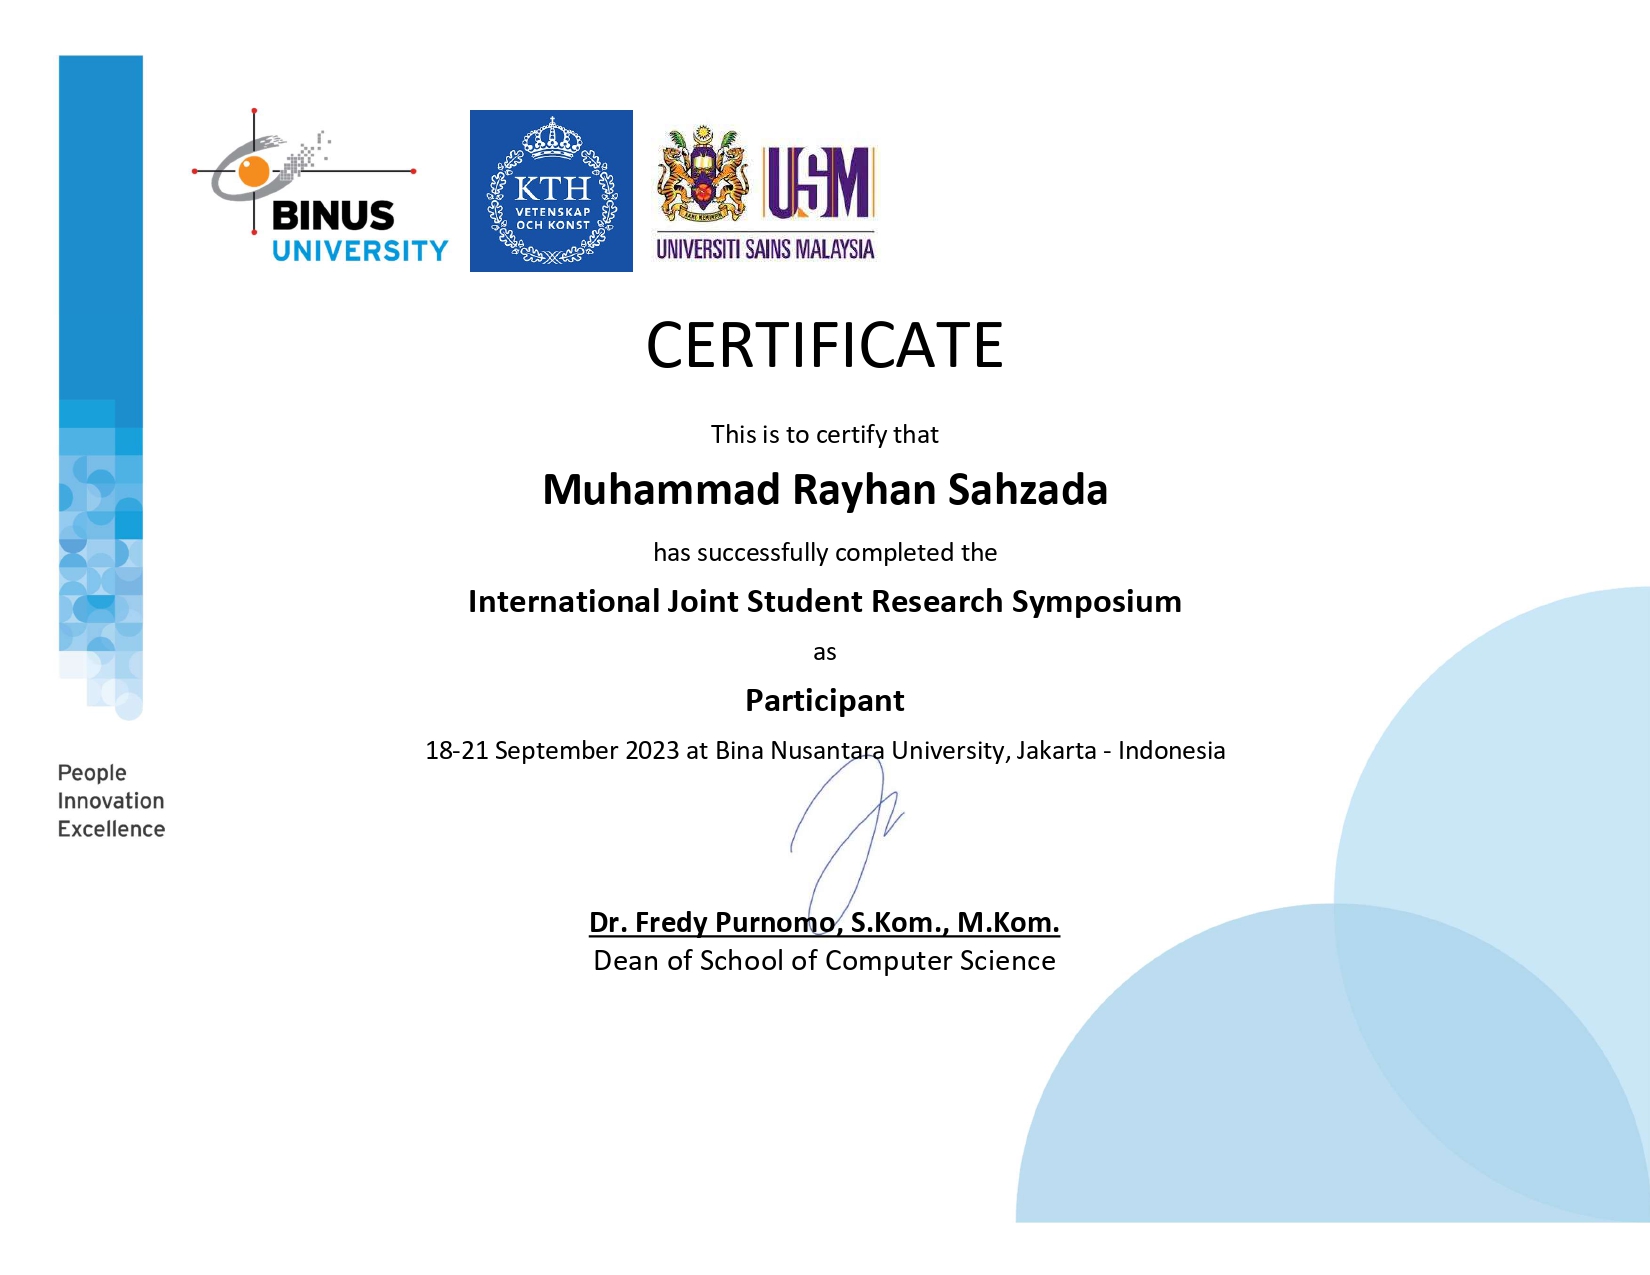 BINUS
UNIVERSITY
KTH
VETENSKAP
OCH KONST
USM
UNIVERSITI SAINS MALAYSIA
CERTIFICATE
This is to certify that
Muhammad Rayhan Sahzada
has successfully completed the
International Joint Student Research Symposium
as
Participant
18-21 September 2023 at Bina Nusantara University, Jakarta - Indonesia
People
Innovation
Excellence
Dr. Fredy Purnomo, S.Kom., M.Kom.
Dean of School of Computer Science